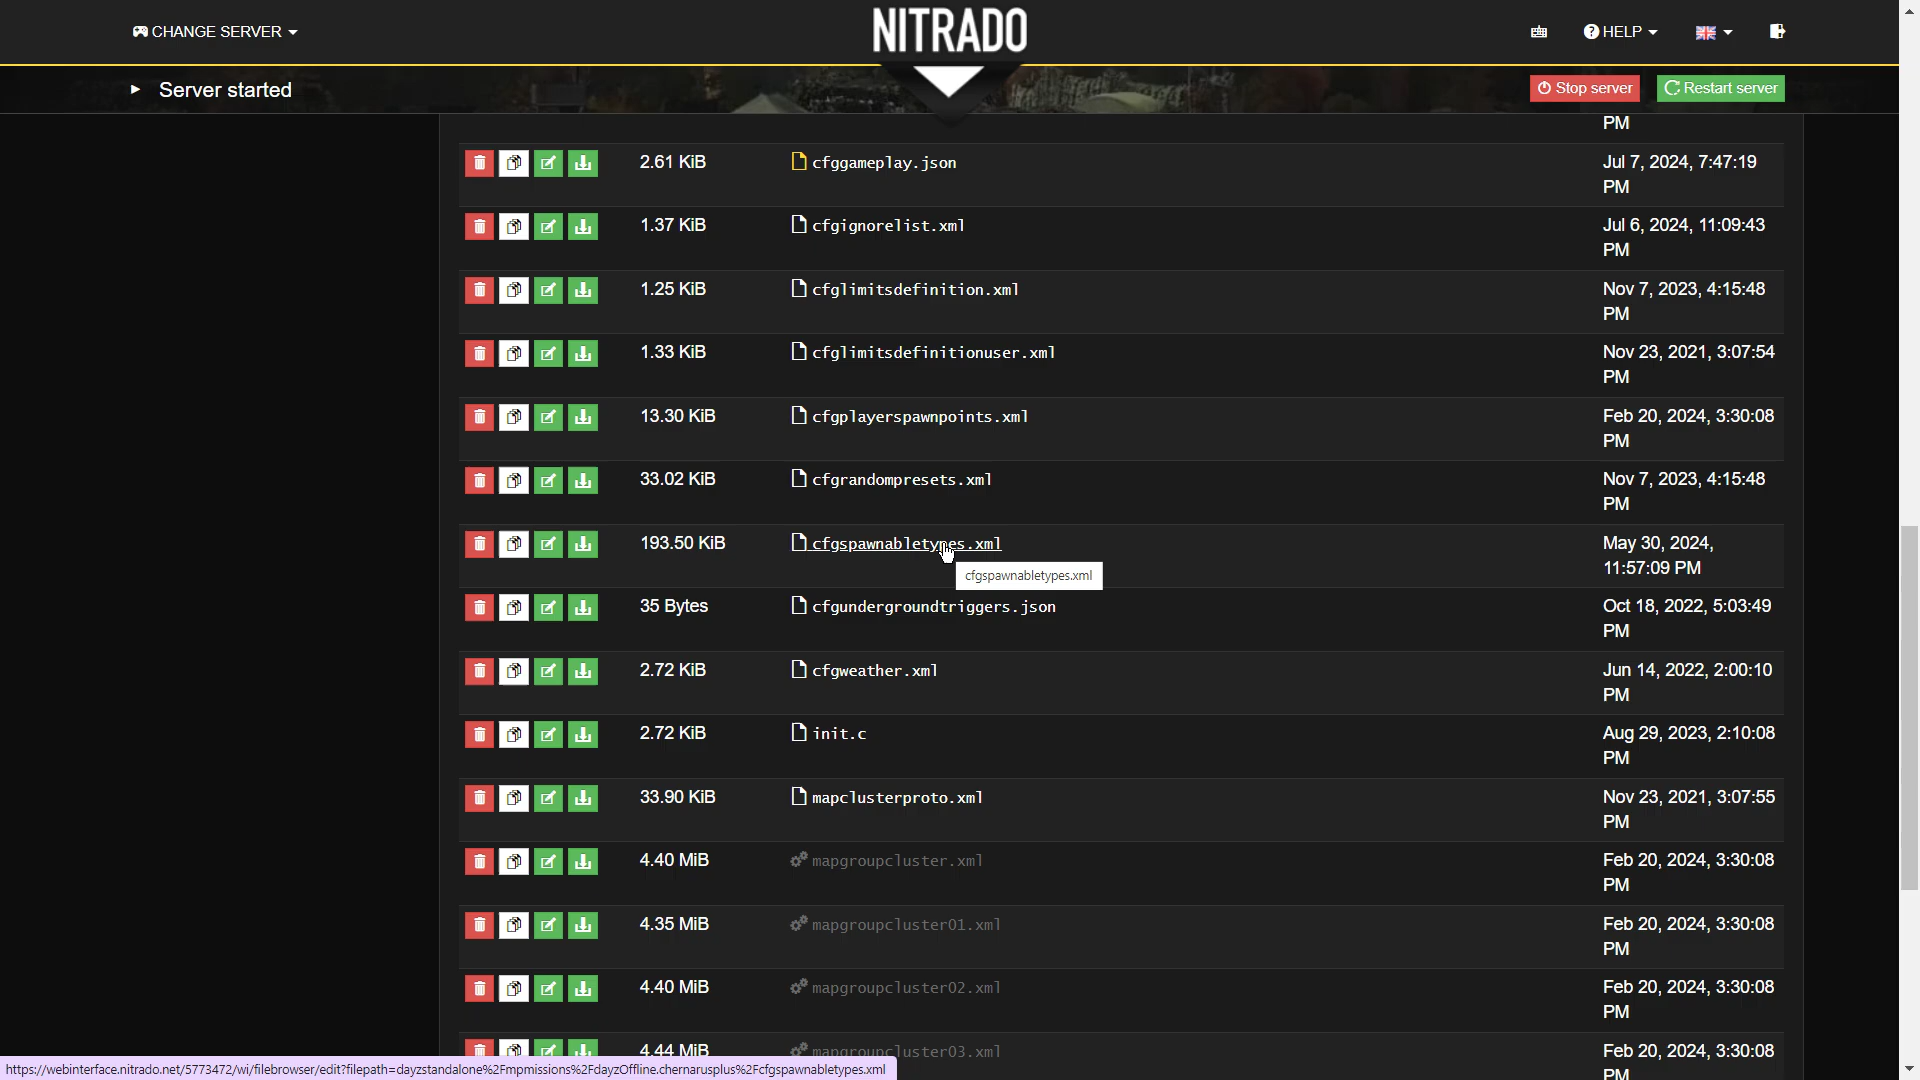 CHANGE SERVER
NITRADO
HELP
Server started
Stop server
Restart server
PM
2.61 KiB
cfggameplay.json
Jul 7, 2024, 7:47:19
PM
1.37 KiB
cfgignorelist.xml
Jul 6, 2024, 11:09:43
PM
1.25 KiB
cfglimitsdefinition.xml
Nov 7, 2023, 4:15:48
PM
1.33 KiB
cfglimitsdefinitionuser.xml
Nov 23, 2021, 3:07:54
PM
13.30 KiB
cfgplayerspawnpoints.xml
Feb 20, 2024, 3:30:08
PM
33.02 KiB
cfgrandompresets.xml
Nov 7, 2023, 4:15:48
PM
193.50 KiB
cfgspawnabletypes.xml
May 30, 2024,
11:57:09 PM
cfgspawnabletypes.xml
35 Bytes
cfgundergroundtriggers.json
Oct 18, 2022, 5:03:49
PM
2.72 KiB
cfgweather.xml
Jun 14, 2022, 2:00:10
PM
2.72 KiB
init.c
Aug 29, 2023, 2:10:08
PM
33.90 KiB
mapclusterproto.xml
Nov 23, 2021, 3:07:55
PM
4.40 MiB
mapgroupcluster.xml
Feb 20, 2024, 3:30:08
PM
4.35 MiB
mapgroupcluster01.xml
Feb 20, 2024, 3:30:08
PM
4.40 MiB
mapgroupcluster02.xml
Feb 20, 2024, 3:30:08
PM
4.44 MiB
mapgroupcluster03.xml
Feb 20, 2024, 3:30:08
PM
https://webinterface.nitrado.net/5773472/wi/filebrowser/edit?filepath=dayzstandalone%2Fmpmissions%2FdayzOffline.chernarusplus%2Fcfgspawnabletypes.xml